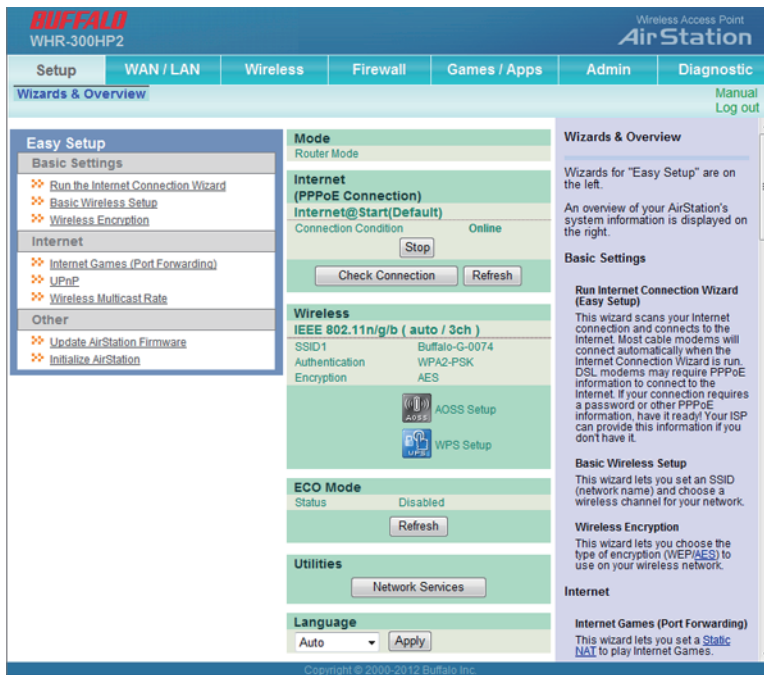 BUFFALO
WHR-300HP2
Wireless Access Point
AirStation
Setup
WAN / LAN
Wireless
Firewall
Games / Apps
Admin
Diagnostic
Wizards & Overview
Manual
Log out
Easy Setup
Basic Settings
Run the Internet Connection Wizard
Basic Wireless Setup
Wireless Encryption
Internet
Internet Games (Port Forwarding)
UPnP
Wireless Multicast Rate
Other
Update AirStation Firmware
Initialize AirStation
Mode
Router Mode
Internet
(PPPoE Connection)
Internet@Start(Default)
Connection Condition Online
Stop
Check Connection Refresh
Wireless
IEEE 802.11n/g/b ( auto / 3ch )
SSID1 Buffalo-G-0074
Authentication WPA2-PSK
Encryption AES
AOSS AOSS Setup
WPS WPS Setup
ECO Mode
Status Disabled
Refresh
Utilities
Network Services
Language
Auto Apply
Wizards & Overview
Wizards for "Easy Setup" are on
the left.
An overview of your AirStation's
system information is displayed on
the right.
Basic Settings
Run Internet Connection Wizard
(Easy Setup)
This wizard scans your Internet
connection and connects to the
Internet. Most cable modems will
connect automatically when the
Internet Connection Wizard is run.
DSL modems may require PPPoE
information to connect to the
Internet. If your connection requires
a password or other PPPoE
information, have it ready! Your ISP
can provide this information if you
don't have it.
Basic Wireless Setup
This wizard lets you set an SSID
(network name) and choose a
wireless channel for your network.
Wireless Encryption
This wizard lets you choose the
type of encryption (WEP/AES) to
use on your wireless network.
Internet
Internet Games (Port Forwarding)
This wizard lets you set a Static
NAT to play Internet Games.
Copyright © 2000-2012 Buffalo Inc.